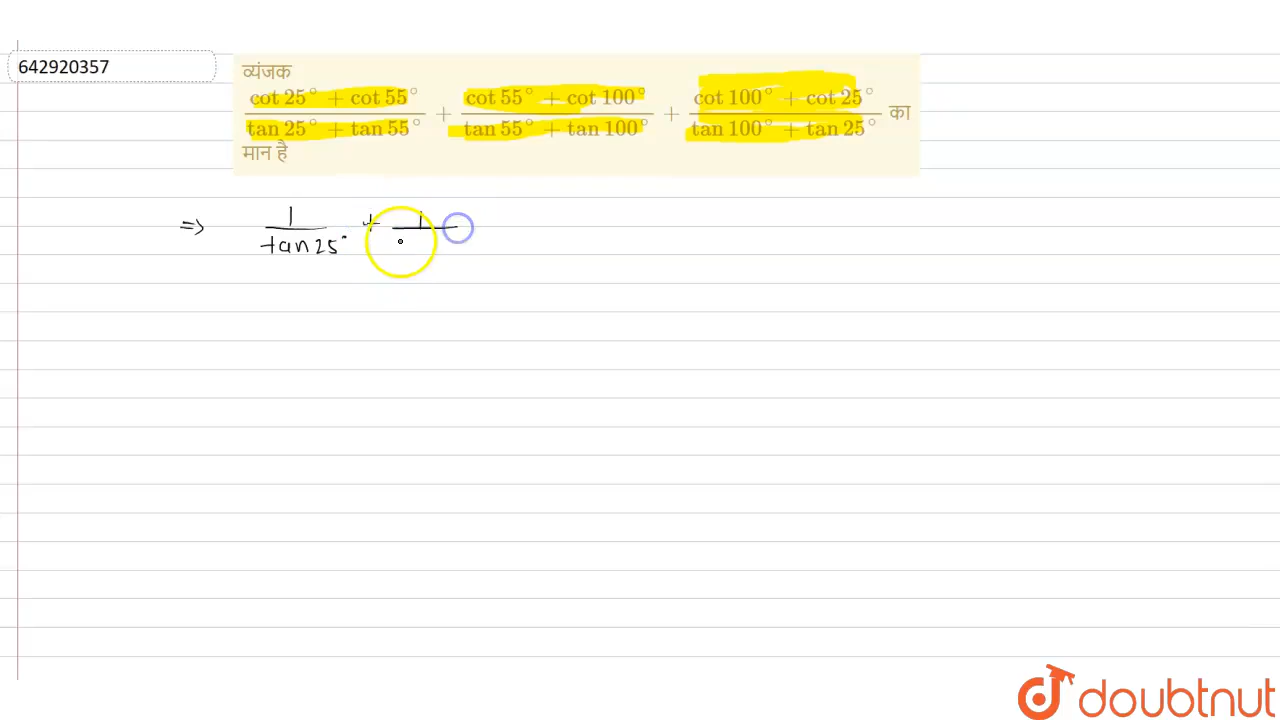 642920357
व्यंजक
cot 25° + cot 55° / tan 25° + tan 55° + cot 55° + cot 100° / tan 55° + tan 100° + cot 100° + cot 25° / tan 100° + tan 25° का
मान है
=> 1 / tan 25° + 1 /
doubtnut